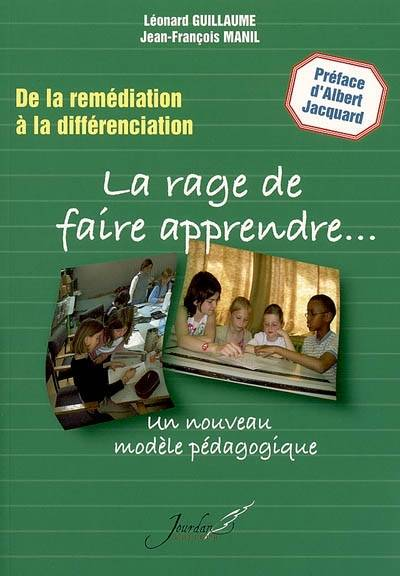 Léonard GUILLAUME
Jean-François MANIL
De la remédiation
à la différenciation
Préface
d'Albert
Jacquard
La rage de
faire apprendre...
Un nouveau
modèle pédagogique
Jourdan